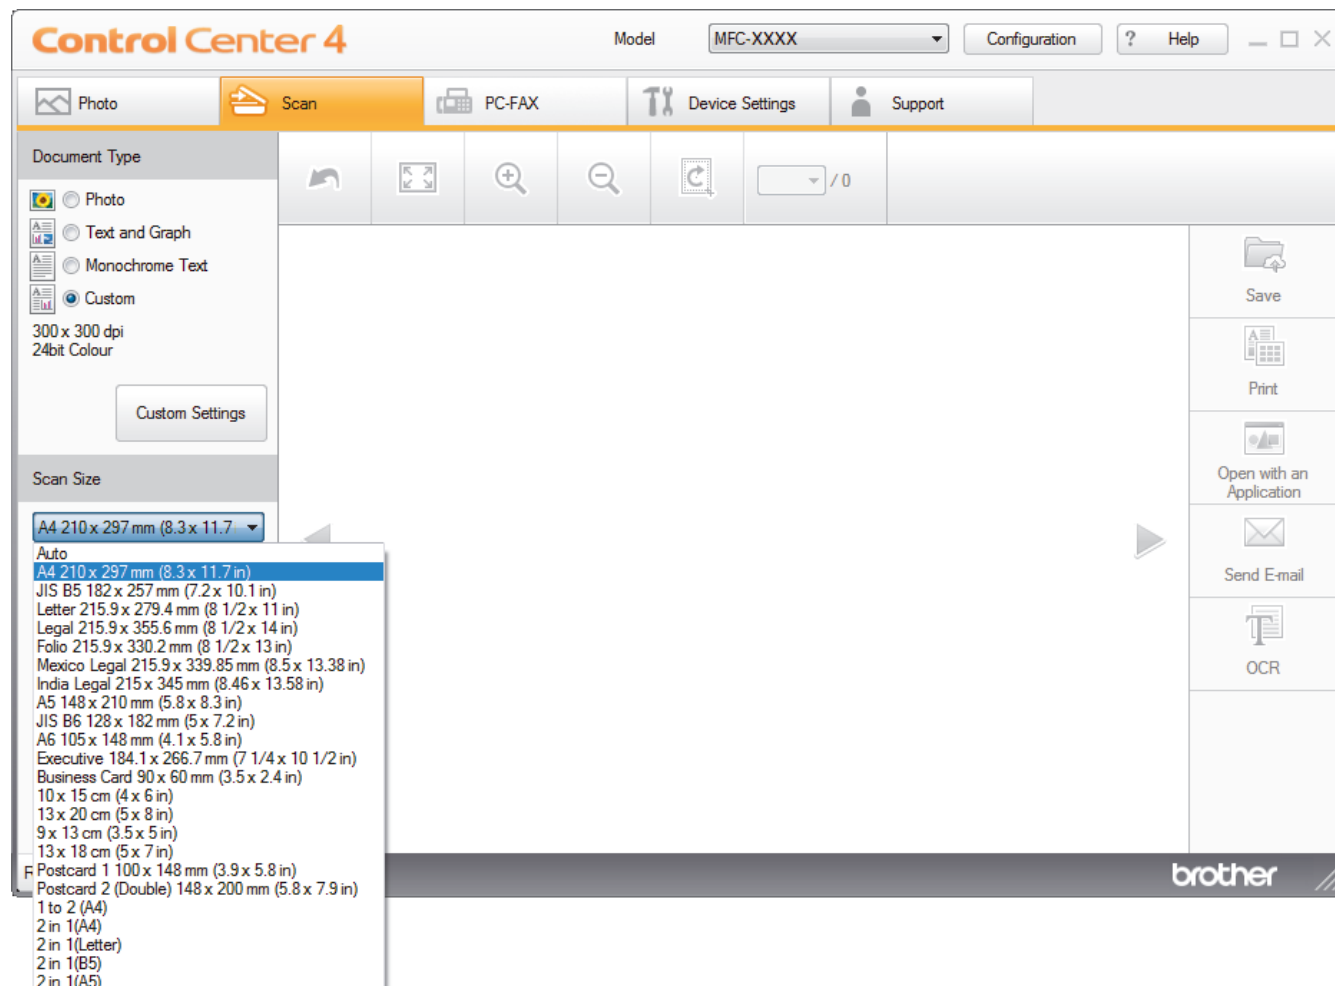 Control Center 4
Model
MFC-XXXX
Configuration
? Help
Photo
Scan
PC-FAX
Device Settings
Support
Document Type
Photo
Text and Graph
Monochrome Text
Custom
300 x 300 dpi
24bit Colour
Custom Settings
/ 0
Scan Size
A4 210 x 297 mm (8.3 x 11.7
Auto
A4 210 x 297 mm (8.3 x 11.7 in)
JIS B5 182 x 257 mm (7.2 x 10.1 in)
Letter 215.9 x 279.4 mm (8 1/2 x 11 in)
Legal 215.9 x 355.6 mm (8 1/2 x 14 in)
Folio 215.9 x 330.2 mm (8 1/2 x 13 in)
Mexico Legal 215.9 x 339.85 mm (8.5 x 13.38 in)
India Legal 215 x 345 mm (8.46 x 13.58 in)
A5 148 x 210 mm (5.8 x 8.3 in)
JIS B6 128 x 182 mm (5 x 7.2 in)
A6 105 x 148 mm (4.1 x 5.8 in)
Executive 184.1 x 266.7 mm (7 1/4 x 10 1/2 in)
Business Card 90 x 60 mm (3.5 x 2.4 in)
10 x 15 cm (4 x 6 in)
13 x 20 cm (5 x 8 in)
9 x 13 cm (3.5 x 5 in)
13 x 18 cm (5 x 7 in)
Postcard 1 100 x 148 mm (3.9 x 5.8 in)
Postcard 2 (Double) 148 x 200 mm (5.8 x 7.9 in)
1 to 2 (A4)
2 in 1(A4)
2 in 1(Letter)
2 in 1(B5)
2 in 1(A5)
Save
Print
Open with an
Application
Send E-mail
OCR
brother